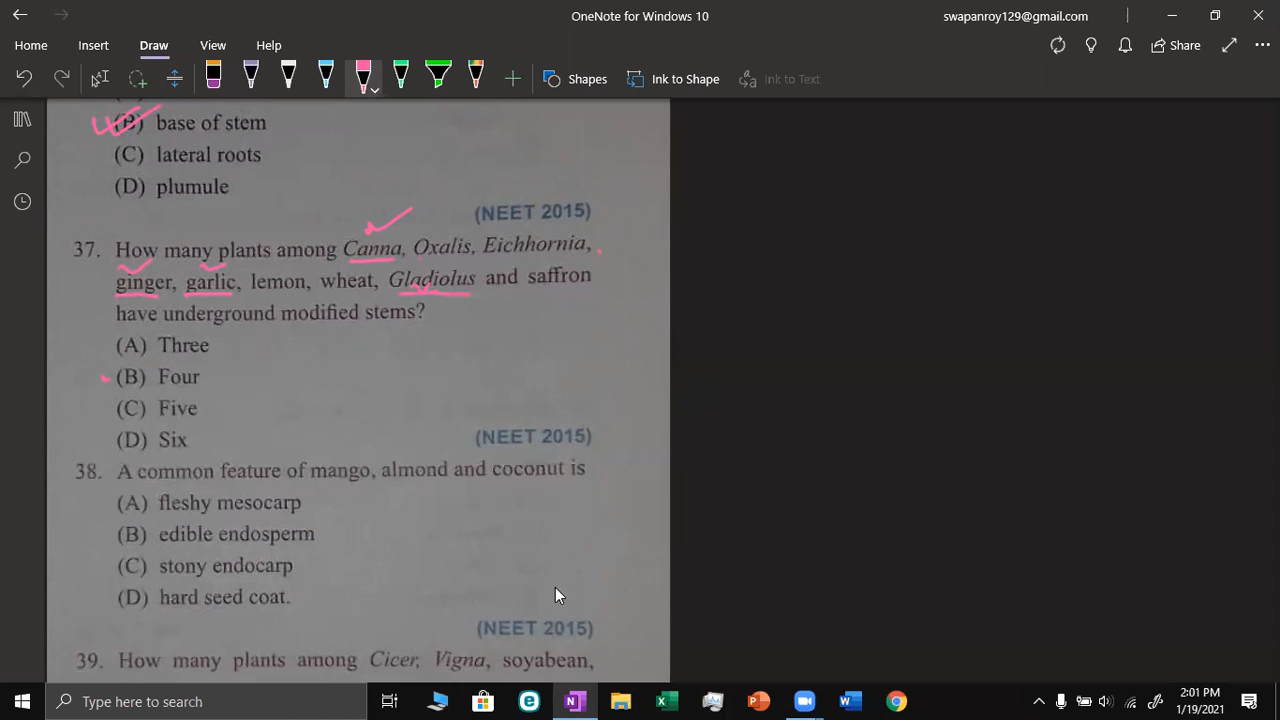 OneNote for Windows 10
swapanroy129@gmail.com
Home Insert Draw View Help
Share
Shapes
Ink to Shape
Ink to Text
(B) base of stem
(C) lateral roots
(D) plumule
(NEET 2015)
37. How many plants among Canna, Oxalis, Eichhornia,
ginger, garlic, lemon, wheat, Gladiolus and saffron
have underground modified stems?
(A) Three
(B) Four
(C) Five
(D) Six
(NEET 2015)
38. A common feature of mango, almond and coconut is
(A) fleshy mesocarp
(B) edible endosperm
(C) stony endocarp
(D) hard seed coat.
(NEET 2015)
39. How many plants among Cicer, Vigna, soyabean,
Type here to search
2:01 PM
1/19/2021